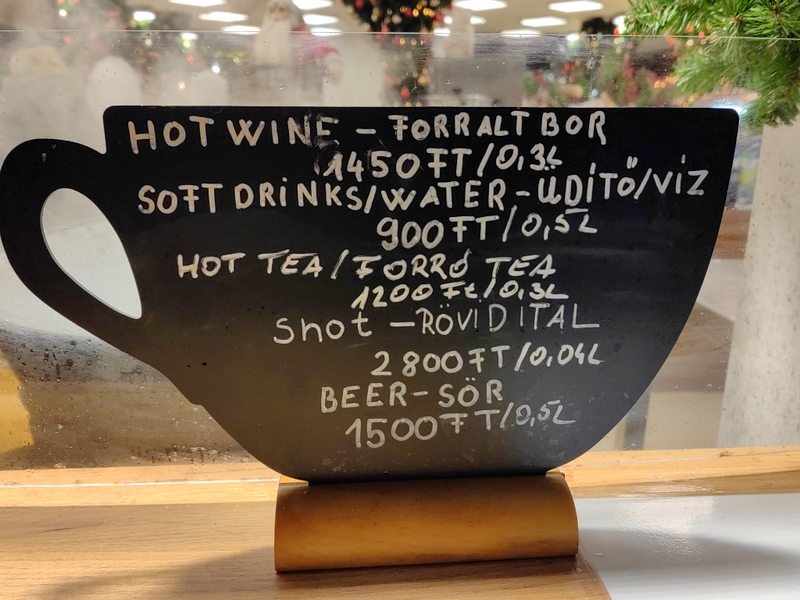 HOT WINE - FORRALT BOR
1450 FT/0,3L
SOFT DRINKS/WATER - ÜDÍTŐ/VÍZ
900 FT/0,5L
HOT TEA/FORRÓ TEA
1200 Ft/0,3L
Shot - RÖVIDITAL
2800 FT/0,04L
BEER - SÖR
1500 FT/0,5L